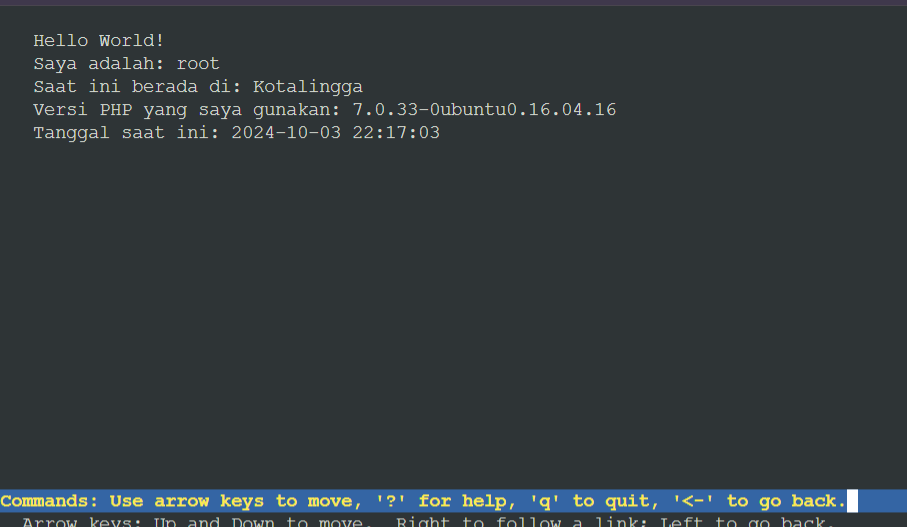 Hello World!
Saya adalah: root
Saat ini berada di: Kotalingga
Versi PHP yang saya gunakan: 7.0.33-0ubuntu0.16.04.16
Tanggal saat ini: 2024-10-03 22:17:03
Commands: Use arrow keys to move, '?' for help, 'q' to quit, '<-' to go back.
Arrow keys: Up and Down to move. Right to follow a link; Left to go back.